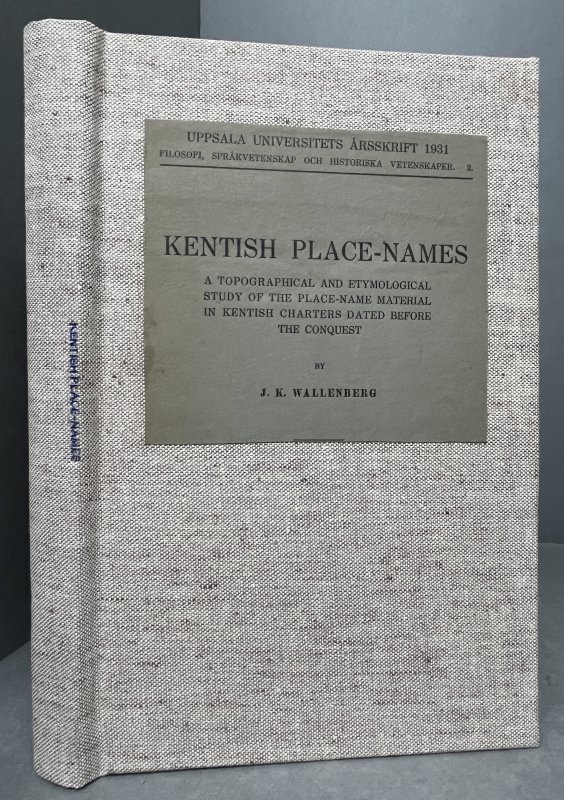 UPPSALA UNIVERSITETS ÅRSSKRIFT 1931
FILOSOFI, SPRÅKVETENSKAP OCH HISTORISKA VETENSKAPER. 2.
KENTISH PLACE-NAMES
A TOPOGRAPHICAL AND ETYMOLOGICAL
STUDY OF THE PLACE-NAME MATERIAL
IN KENTISH CHARTERS DATED BEFORE
THE CONQUEST
BY
J. K. WALLENBERG
KENTISH PLACE-NAMES